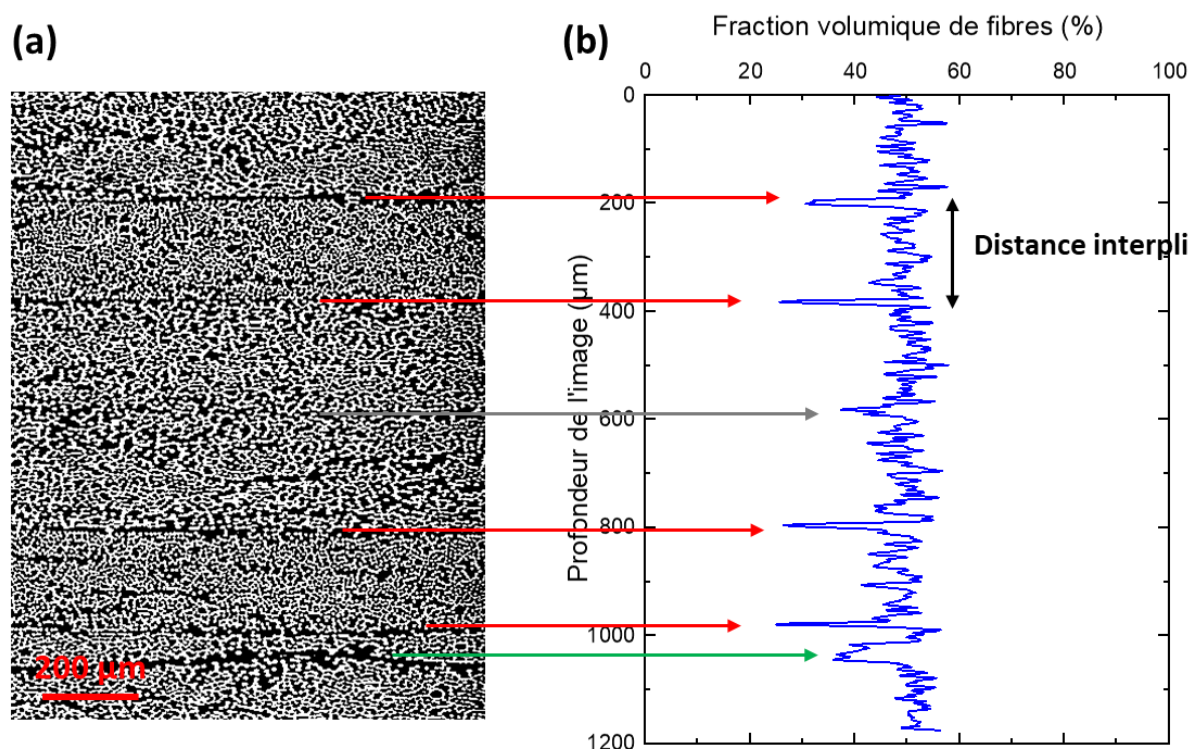 (a)
200 µm
(b)
Fraction volumique de fibres (%)
0 20 40 60 80 100
Profondeur de l'image (µm)
0
200
400
600
800
1000
1200
Distance interpli